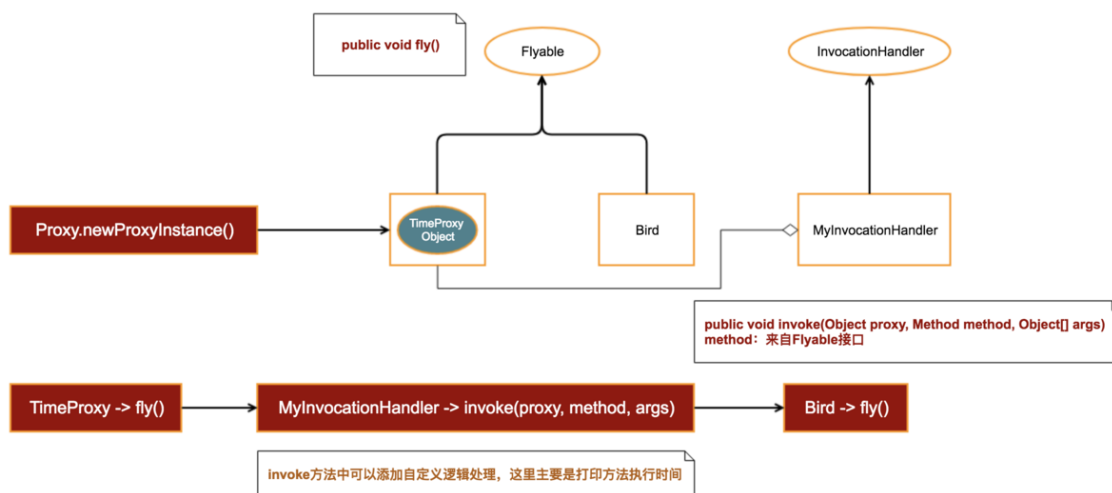 public void fly()
Flyable
InvocationHandler
Proxy.newProxyInstance()
TimeProxy
Object
Bird
MyInvocationHandler
public void invoke(Object proxy, Method method, Object[] args)
method：来自Flyable接口
TimeProxy -> fly()
MyInvocationHandler -> invoke(proxy, method, args)
Bird -> fly()
invoke方法中可以添加自定义逻辑处理，这里主要是打印方法执行时间